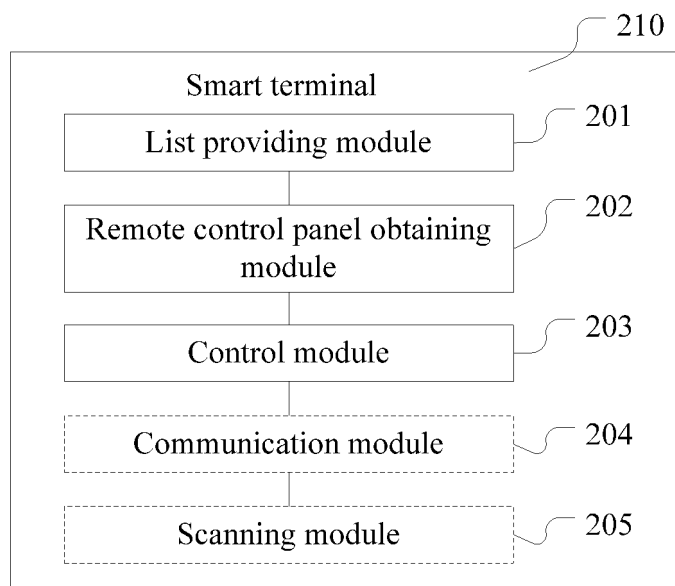 210
Smart terminal
List providing module
201
Remote control panel obtaining
module
202
Control module
203
Communication module
204
Scanning module
205